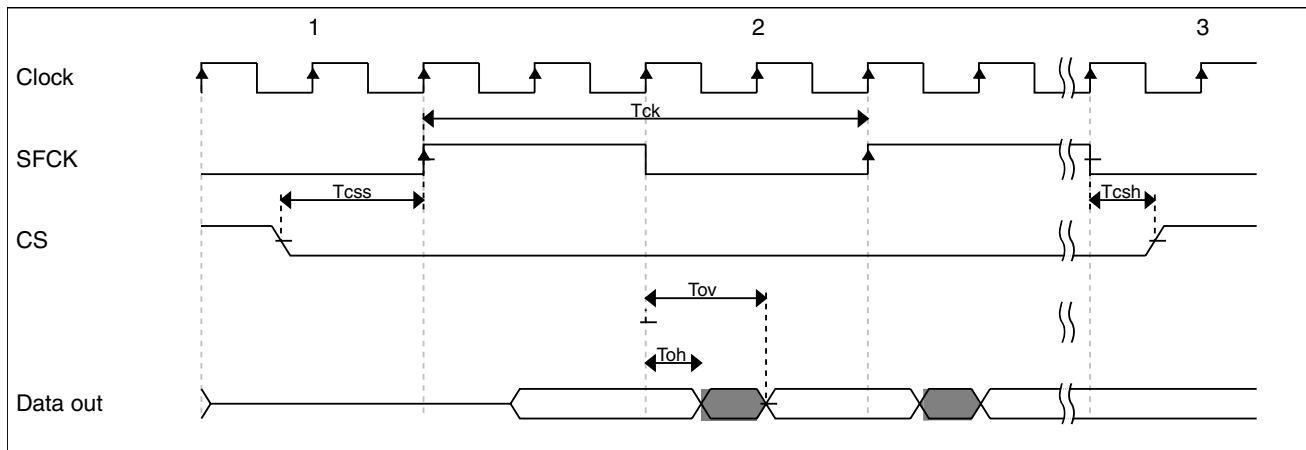 1 2 3
Clock
Tck
SFCK
Tcss Tcsh
CS
Tov
Toh
Data out